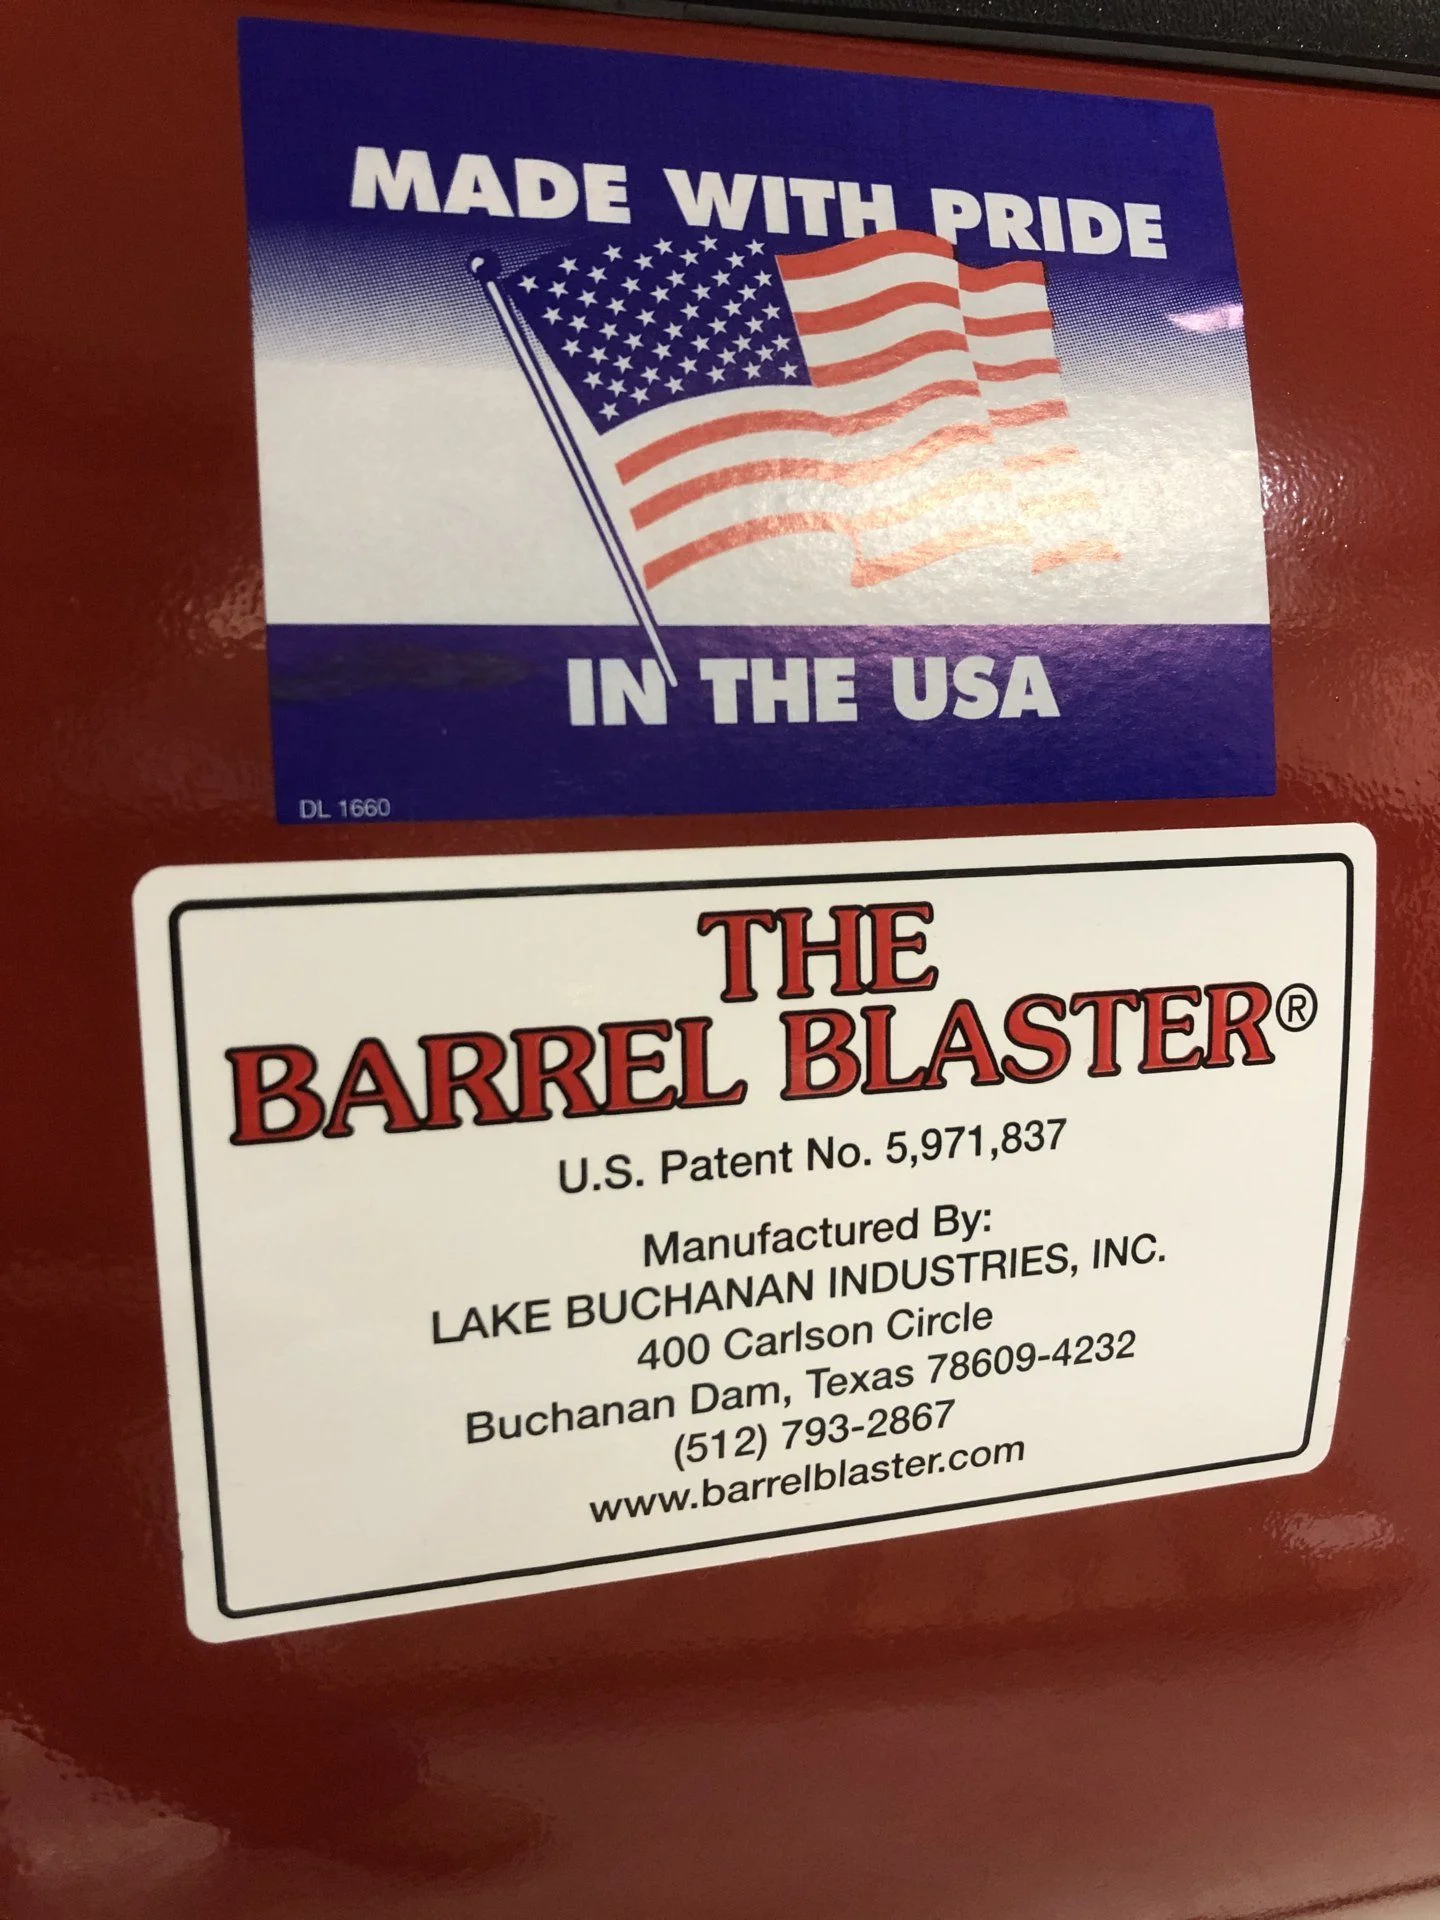 MADE WITH PRIDE
IN THE USA
DL 1660
THE
BARREL BLASTER®
U.S. Patent No. 5,971,837
Manufactured By:
LAKE BUCHANAN INDUSTRIES, INC.
400 Carlson Circle
Buchanan Dam, Texas 78609-4232
(512) 793-2867
www.barrelblaster.com